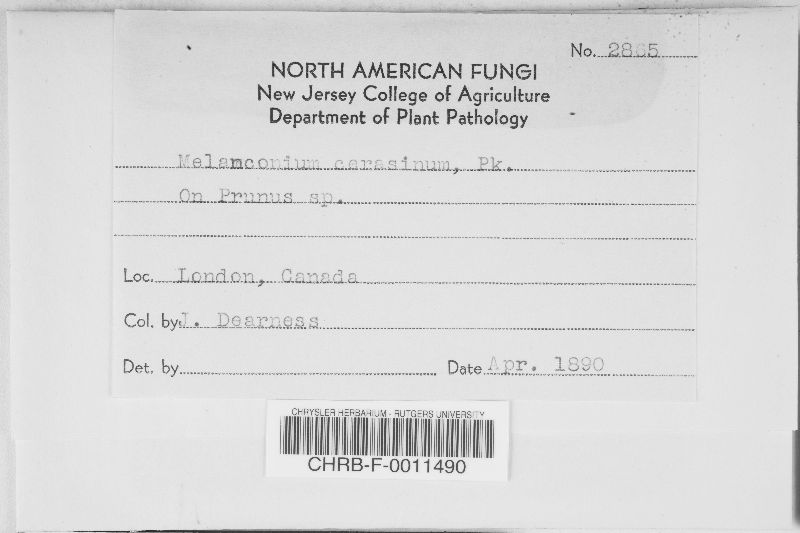 No. 2865
NORTH AMERICAN FUNGI
New Jersey College of Agriculture
Department of Plant Pathology
Melanconium cerasinum, Pk.
On Prunus sp.
Loc. London, Canada
Col. by J. Dearness
Det. by
Date Apr. 1890
CHRYSLER HERBARIUM - RUTGERS UNIVERSITY
CHRB-F-0011490